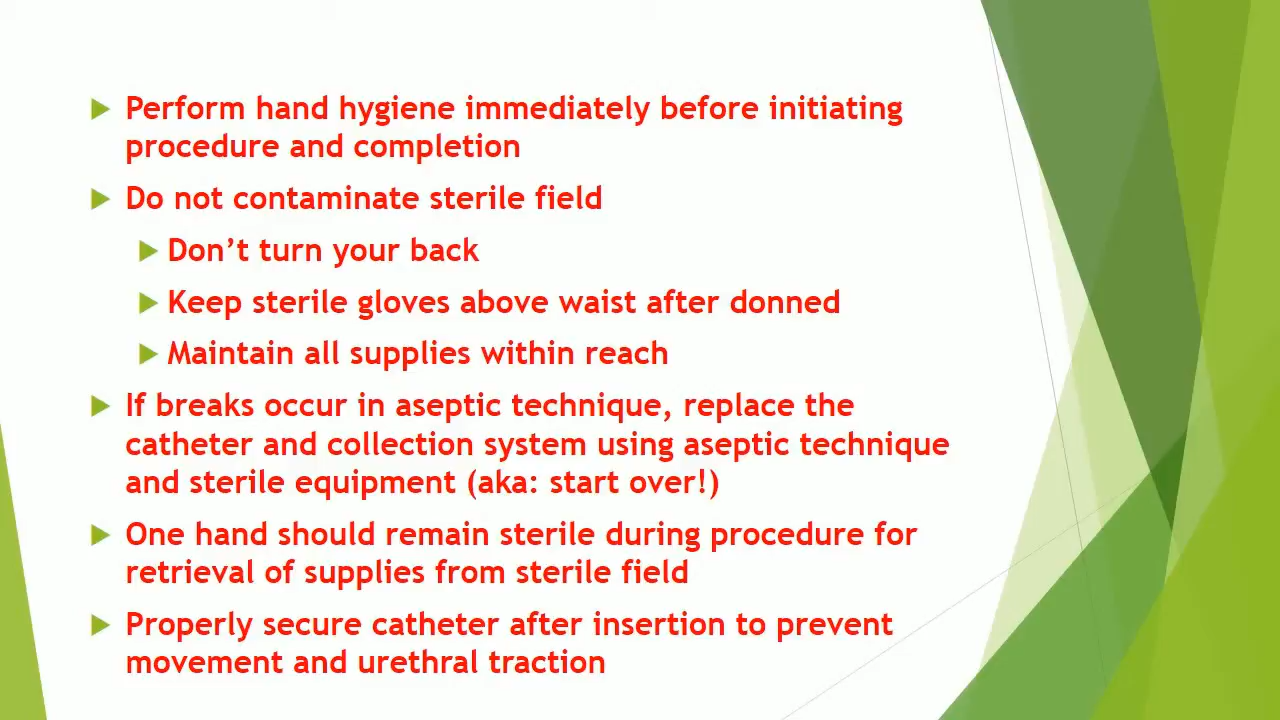 Perform hand hygiene immediately before initiating
procedure and completion
Do not contaminate sterile field
Don’t turn your back
Keep sterile gloves above waist after donned
Maintain all supplies within reach
If breaks occur in aseptic technique, replace the
catheter and collection system using aseptic technique
and sterile equipment (aka: start over!)
One hand should remain sterile during procedure for
retrieval of supplies from sterile field
Properly secure catheter after insertion to prevent
movement and urethral traction